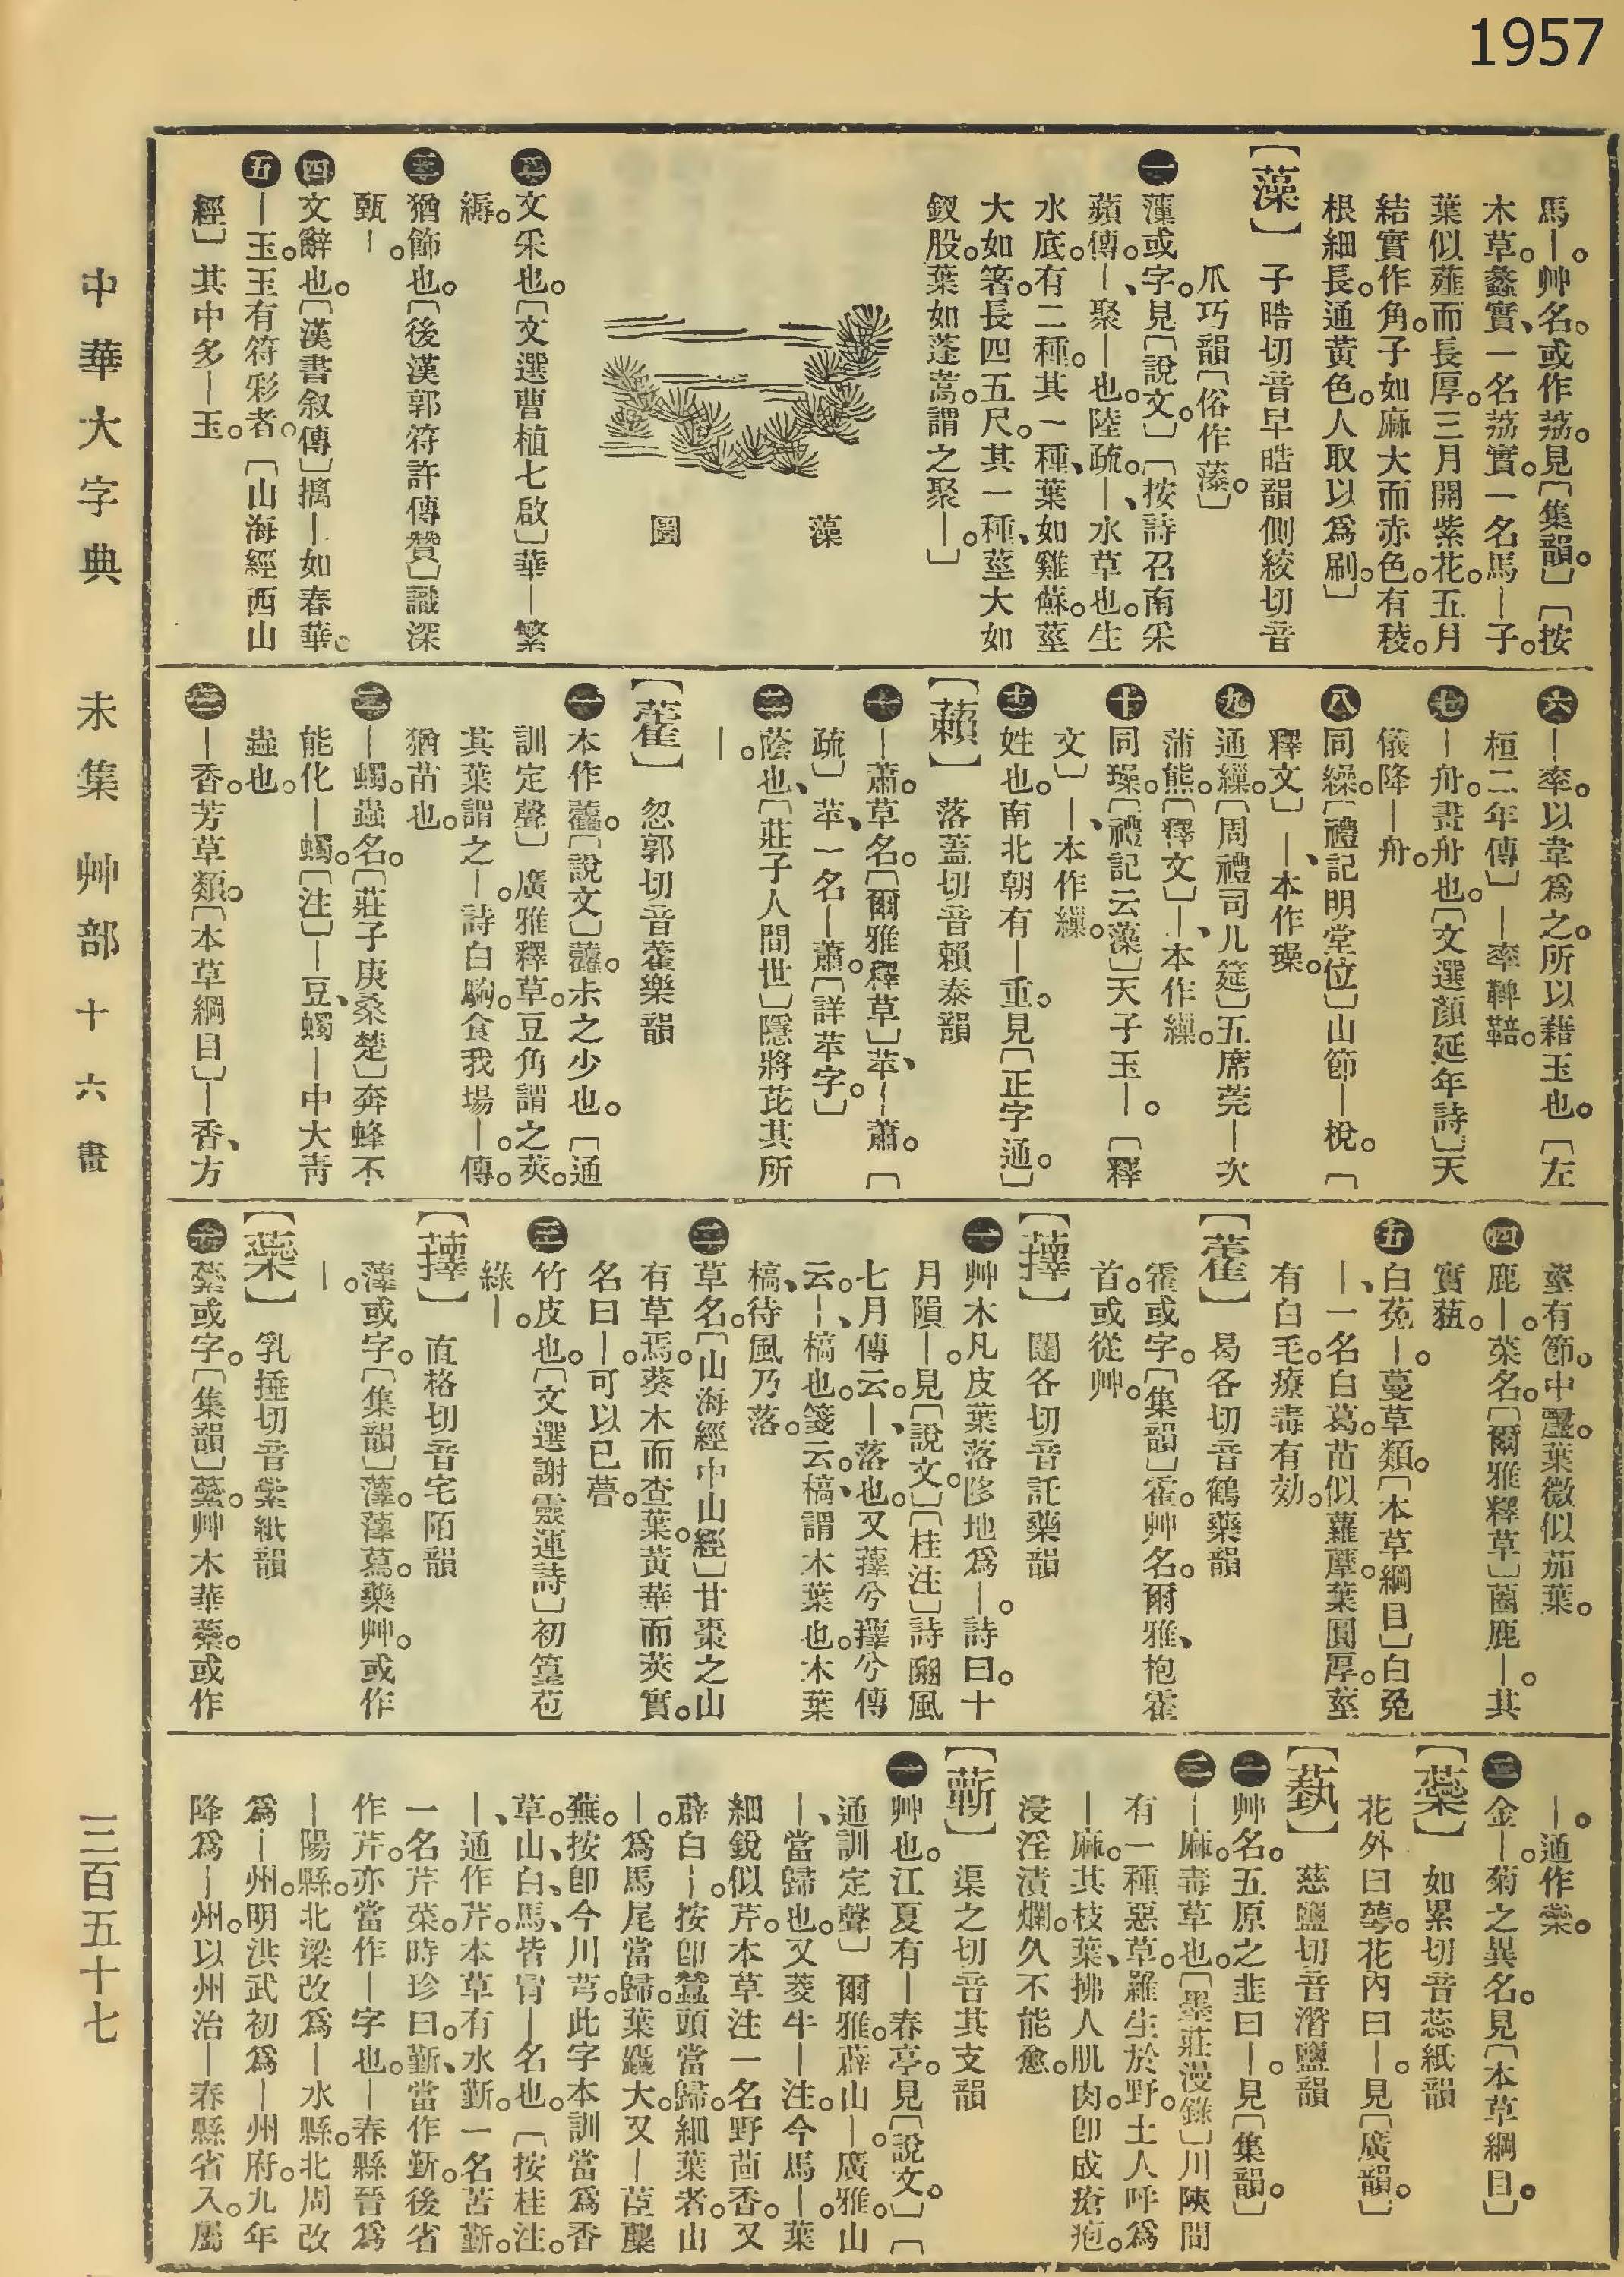 1957
馬｜。艸名。或作荔。見〔集韻。〕〔按
本草。蠡實、一名荔實。一名馬｜子。
葉似薤而長厚。三月開紫花。五月
結實作角。子如麻大而赤色。有稜。
根細長。通黃色。人取以爲刷。〕
〔藻〕 子晧切音早晧韻側絞切音
爪巧韻〔俗作薻。〕
一 薻或字。見〔說文。〕〔按詩召南采
蘋傳。｜、聚｜也。陸疏。｜、水草也。生
水底。有二種。其一種、葉如雞蘇。莖
大如箸。長四五尺。其一種、莖大如
釵股。葉如蓬蒿。謂之聚｜。〕
藻
圖
二 文采也。〔文選曹植七啟〕華｜繁
縟。
三 猶飾也。〔後漢郭符許傳贊〕識深
甄｜。
四 文辭也。〔漢書叙傳〕摛｜如春華。
五 ｜玉。玉有符彩者。〔山海經西山
經〕其中多｜玉。
六 ｜率。以韋爲之。所以藉玉也。〔左
桓二年傳〕｜率鞞鞛。
七 ｜舟。畫舟也。〔文選顏延年詩〕天
儀降｜舟。
八 同繰。〔禮記明堂位〕山節｜梲。〔
釋文〕｜、本作璪。
九 通繅。〔周禮司几筵〕五席莞｜次
蒲熊。〔釋文〕｜、本作繅。
十 同璪。〔禮記云藻〕天子玉｜。〔釋
文〕｜、本作繅。
十一 姓也。南北朝有｜重。見〔正字通。〕
〔藾〕 落蓋切音賴泰韻
一 ｜蕭。草名。〔爾雅釋草〕苹、｜蕭。〔
疏〕苹、一名｜蕭。〔詳苹字。〕
二 蔭也、〔莊子人間世〕隱將芘其所
｜。
〔藿〕 忽郭切音藿樂韻
一 本作蘿。〔說文〕蘿。尗之少也。〔通
訓定聲〕廣雅釋草。豆角謂之莢。
其葉謂之｜。詩白駒。食我場｜。傳。
猶苗也。
二 ｜蠋。蟲名。〔莊子庚桑楚〕奔蜂不
能化｜蠋。〔注〕｜、豆蠋｜中大青
蟲也。
三 ｜香。芳草類。〔本草綱目〕｜香、方
莖有節。中虛。葉微似茄葉。
四 鹿｜。菜名。〔爾雅釋草〕蔨鹿｜。其
實莥。
五 白菟｜。蔓草類。〔本草綱目〕白兔
｜、一名白葛。苗似蘿藦。葉圓厚。莖
有白毛。療毒有効。
〔藿〕 曷各切音鶴藥韻
霍或字。〔集韻〕霍。艸名。爾雅、枹霍
首。或從艸。
〔蘀〕 闥各切音託藥韻
一 艸木凡皮葉落陊地爲｜。詩曰。十
月隕｜。見〔說文。〕〔桂注〕詩豳風
七月傳云。｜、落也。又蘀兮蘀兮傳
云。｜、槁也。箋云。槁、謂木葉也。木葉
槁、待風乃落。
二 草名。〔山海經中山經〕甘棗之山
有草焉。葵木而杏葉。黃華而莢實。
名曰｜。可以已瞢。
三 竹皮也。〔文選謝靈運詩〕初篁苞
綠｜。
〔蘀〕 直格切音宅陌韻
薚或字。〔集韻〕薚。薚蔿。藥艸。或作
｜。
〔蘂〕 乳捶切音縈紙韻
一 蘂或字。〔集韻〕蘂。艸木華蘂。或作
｜。通作縈。
三 金｜。菊之異名。見〔本草綱目。〕
〔蘃〕 如累切音蕊紙韻
花外曰萼。花內曰｜。見〔廣韻。〕
〔蓺〕 慈鹽切音潛鹽韻
一 艸名。五原之韭曰｜。見〔集韻。〕
二 ｜麻。毒草也。〔墨莊漫錄〕川陝間
有一種惡草。羅生於野。土人呼爲
｜麻。其枝葉、拂人肌肉。卽成瘡疱。
浸淫潰爛。久不能愈。
〔蘄〕 渠之切音其支韻
一 艸也。江夏有｜春亭。見〔說文。〕〔
通訓定聲〕爾雅。薜山｜。廣雅。山
｜、當歸也。又茭牛｜。注。今馬｜。葉
細銳似芹。本草注一名野茴香。又
薜白｜。按卽蠶頭當歸。細葉者。山
｜。爲馬尾當歸。葉麤大。又｜茝蘪
蕪。按卽今川芎。此字本訓當爲香
草。山、白、馬、皆冒｜名也。〔按桂注。
｜、通作芹。本草有水斳。一名苦斳。
一名芹菜。時珍曰。斳、當作蘄。後省
作芹。亦當作｜字也。｜春縣晉爲
｜陽縣。北梁改爲｜水縣。北周改
爲｜州。明洪武初爲｜州府。九年
降爲｜州。以州治｜春縣省入。屬
中華大字典 未集 艸部 十六畫 三百五十七